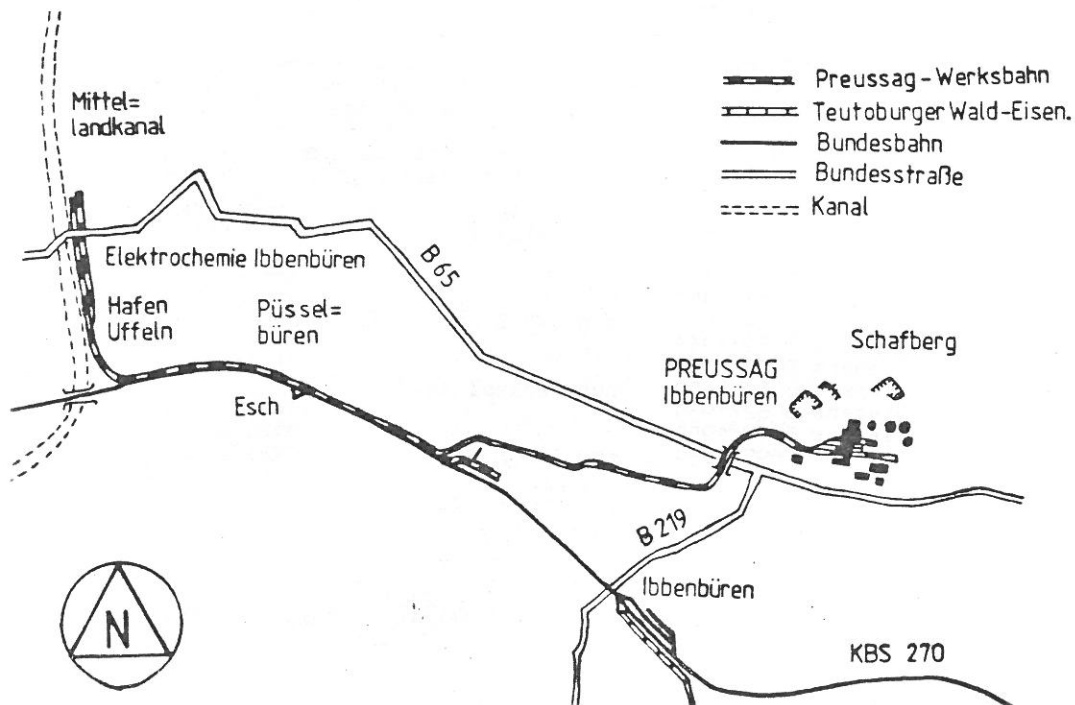 Mittel=
landkanal
Preussag-Werksbahn
Teutoburger Wald-Eisen.
Bundesbahn
Bundesstraße
Kanal
Elektrochemie Ibbenbüren
B 65
Hafen
Uffeln
Püssel=
büren
Schafberg
PREUSSAG
Ibbenbüren
Esch
B 219
Ibbenbüren
N
KBS 270